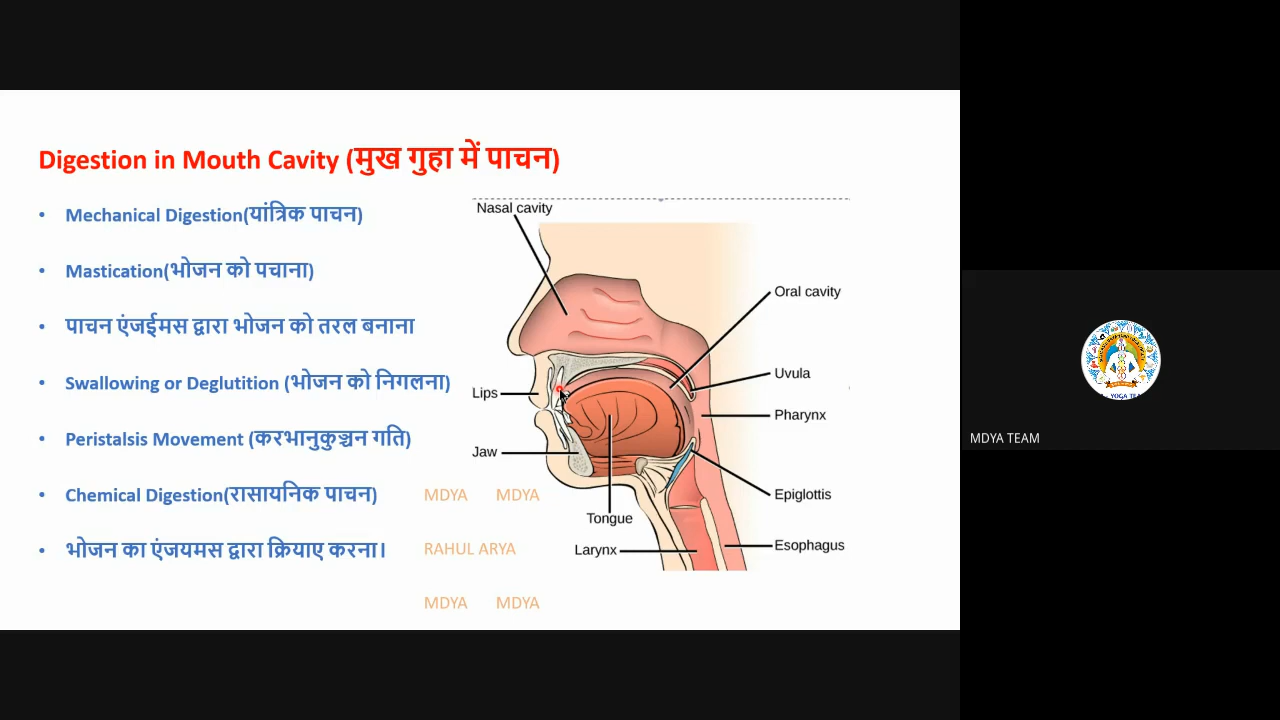 Digestion in Mouth Cavity (मुख गुहा में पाचन)
• Mechanical Digestion(यांत्रिक पाचन)
• Mastication(भोजन को पचाना)
• पाचन एंजईमस द्वारा भोजन को तरल बनाना
• Swallowing or Deglutition (भोजन को निगलना)
• Peristalsis Movement (करभानुकुञ्चन गति)
• Chemical Digestion(रासायनिक पाचन)
• भोजन का एंजयमस द्वारा क्रियाए करना।
MDYA MDYA
RAHUL ARYA
MDYA MDYA
Nasal cavity
Oral cavity
Uvula
Lips
Pharynx
Jaw
Epiglottis
Tongue
Larynx
Esophagus
MDYA TEAM